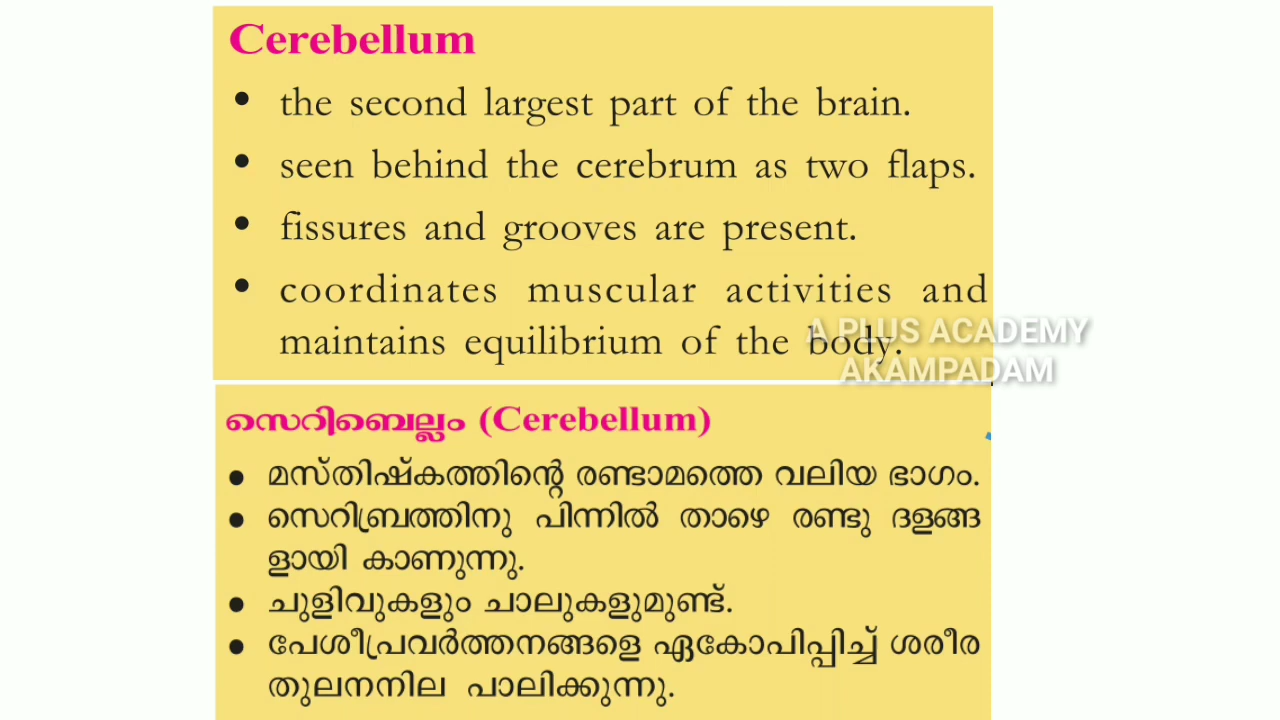 Cerebellum
• the second largest part of the brain.
• seen behind the cerebrum as two flaps.
• fissures and grooves are present.
• coordinates muscular activities and
maintains equilibrium of the body.
A PLUS ACADEMY
AKAMPADAM
സെറിബെല്ലം (Cerebellum)
• മസ്തിഷ്കത്തിന്റെ രണ്ടാമത്തെ വലിയ ഭാഗം.
• സെറിബ്രത്തിനു പിന്നിൽ താഴെ രണ്ടു ദളങ്ങ
ളായി കാണുന്നു.
• ചുളിവുകളും ചാലുകളുമുണ്ട്.
• പേശീപ്രവർത്തനങ്ങളെ ഏകോപിപ്പിച്ച് ശരീര
തുലനനില പാലിക്കുന്നു.